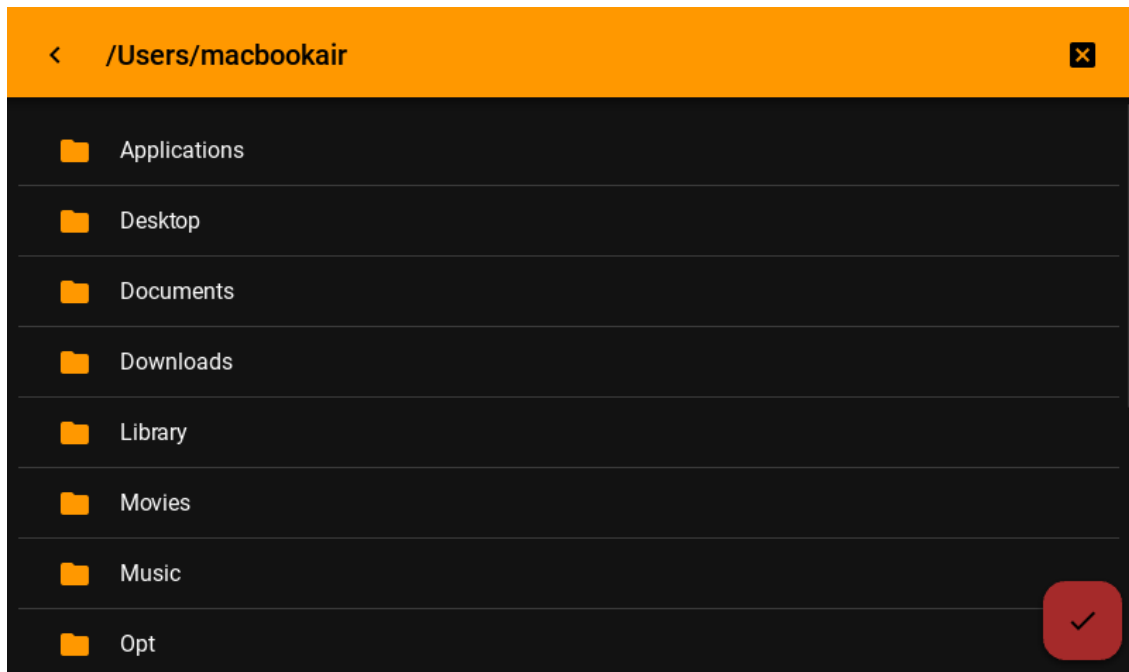 /Users/macbookair
Applications
Desktop
Documents
Downloads
Library
Movies
Music
Opt